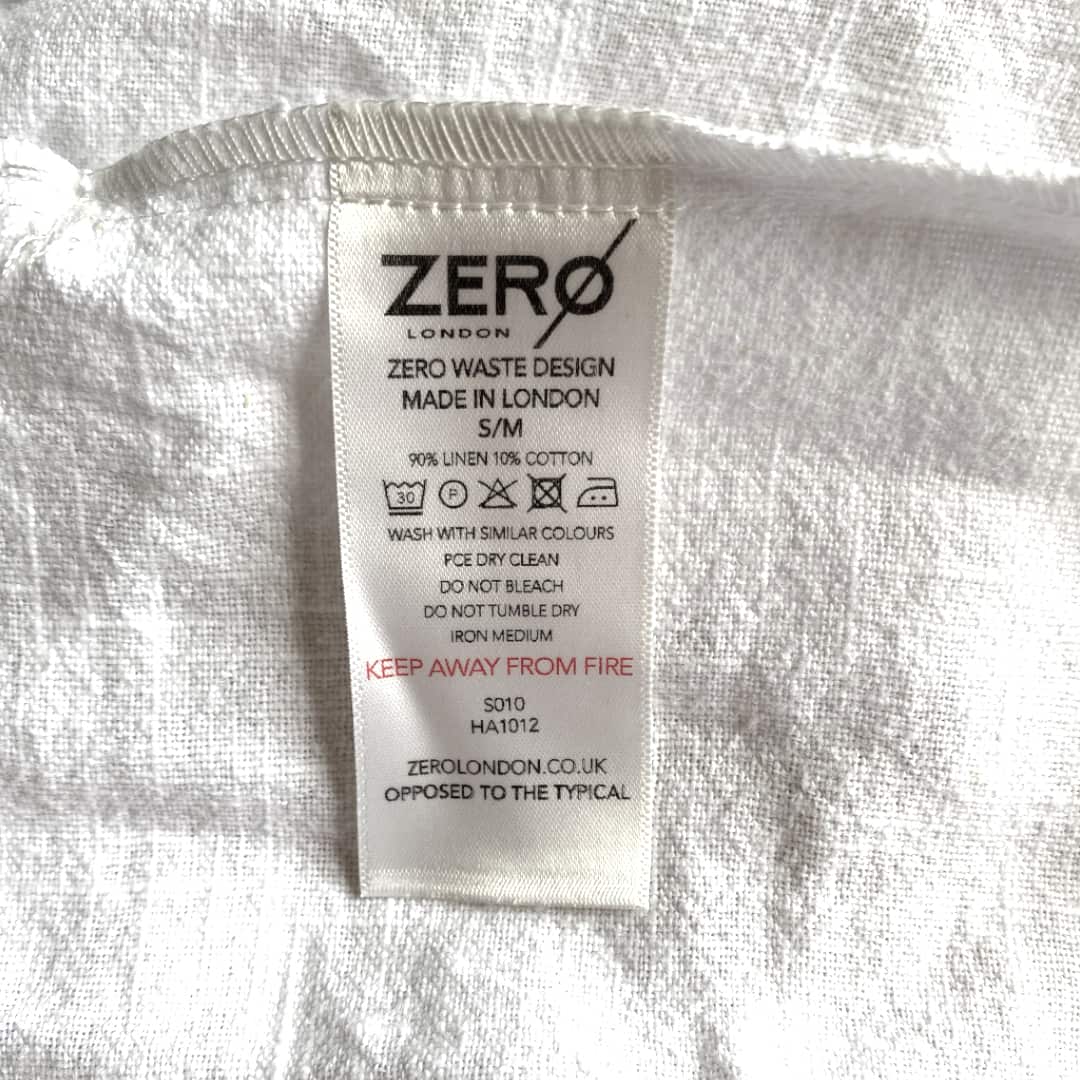 ZERØ
LONDON
ZERO WASTE DESIGN
MADE IN LONDON
S/M
90% LINEN 10% COTTON
30 P
WASH WITH SIMILAR COLOURS
PCE DRY CLEAN
DO NOT BLEACH
DO NOT TUMBLE DRY
IRON MEDIUM
KEEP AWAY FROM FIRE
S010
HA1012
ZEROLONDON.CO.UK
OPPOSED TO THE TYPICAL